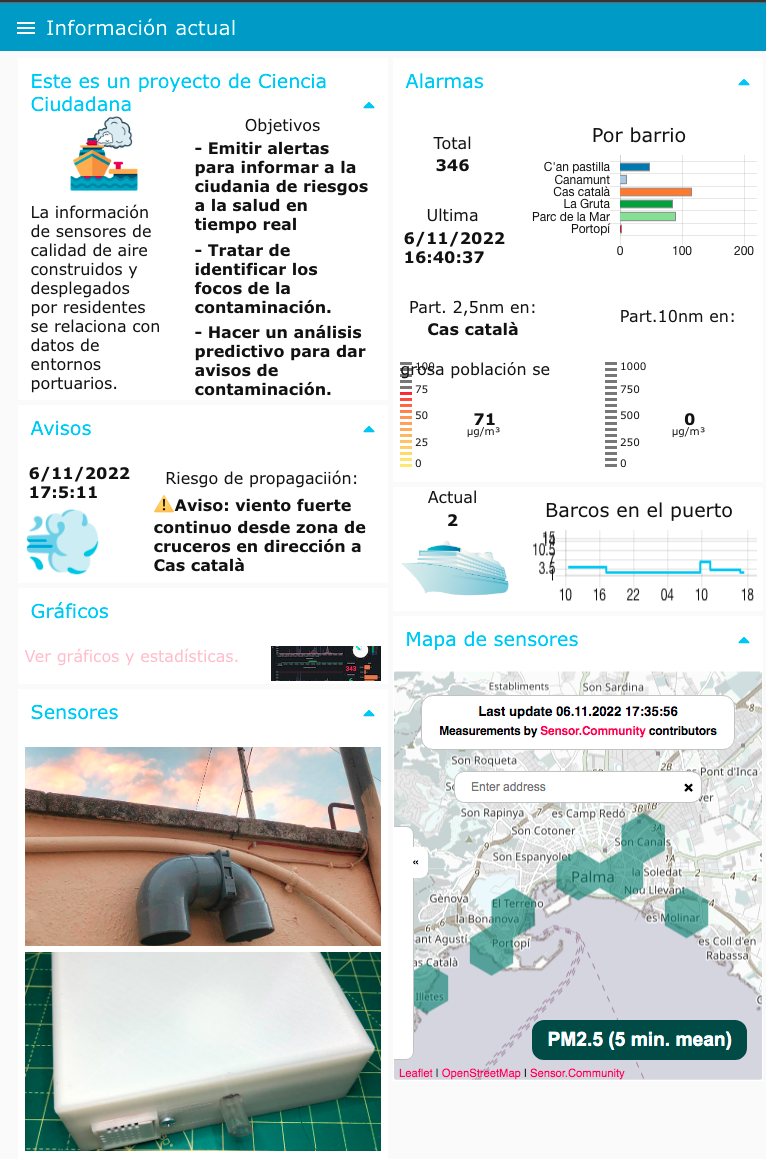 Información actual
Este es un proyecto de Ciencia
Ciudadana
La información
de sensores de
calidad de aire
construidos y
desplegados
por residentes
se relaciona con
datos de
entornos
portuarios.
Objetivos
- Emitir alertas
para informar a la
ciudania de riesgos
a la salud en
tiempo real
- Tratar de
identificar los
focos de la
contaminación.
- Hacer un análisis
predictivo para dar
avisos de
contaminación.
Avisos
6/11/2022
17:5:11
Riesgo de propagaciión:
⚠Aviso: viento fuerte
continuo desde zona de
cruceros en dirección a
Cas català
Gráficos
Ver gráficos y estadísticas.
343
Sensores
Alarmas
Total
346
Ultima
6/11/2022
16:40:37
Por barrio
C'an pastilla
Canamunt
Cas català
La Gruta
Parc de la Mar
Portopí
0 100 200
Part. 2,5nm en:
Cas català
grosa población se
100
75
50
25
0
71
µg/m³
Part.10nm en:
1000
750
500
250
0
0
µg/m³
Actual
2
Barcos en el puerto
10.5
7
3.5
10 16 22 04 10 18
Mapa de sensores
Establiments
Son Sardina
Last update 06.11.2022 17:35:56
Measurements by Sensor.Community contributors
Son Roqueta
Pont d'Inca
Enter address ×
Son Rapinya
es Camp Redó
3B 3B 1A
Son Cotoner
Son Canals
Son Espanyolet
«
Palma
la Soledat
Nou Llevant
Gènova
El Terreno
la Bonanova
es Molinar
ant Agustí
Portopí
es Coll d'en
Rabassa
as Català
Illetes
PM2.5 (5 min. mean)
Leaflet | OpenStreetMap | Sensor.Community